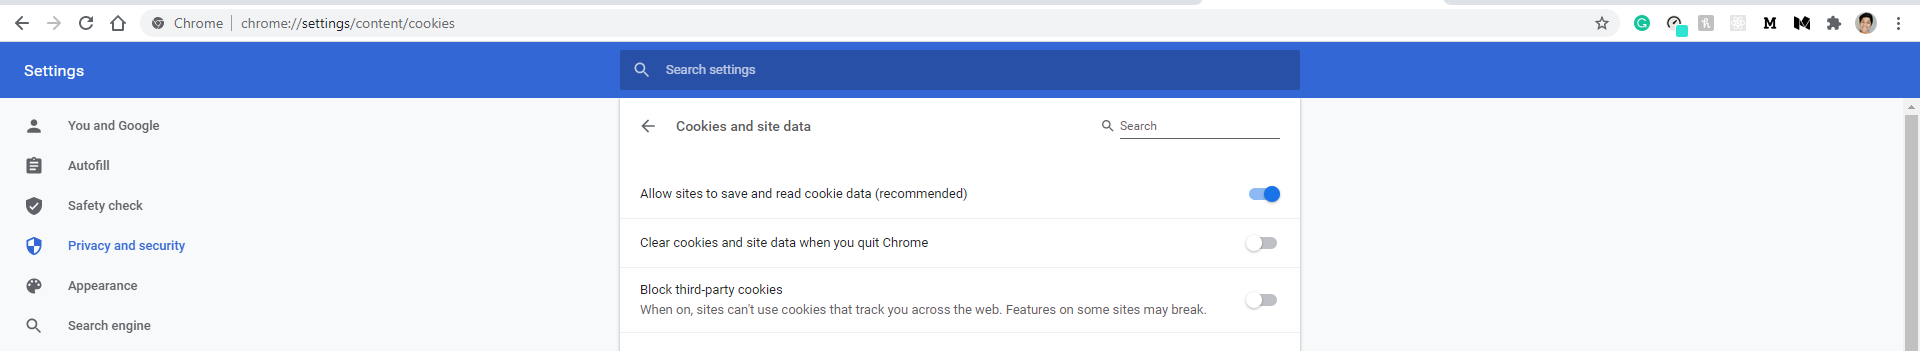 Chrome | chrome://settings/content/cookies
Settings
Search settings
You and Google
Autofill
Safety check
Privacy and security
Appearance
Search engine
Cookies and site data
Search
Allow sites to save and read cookie data (recommended)
Clear cookies and site data when you quit Chrome
Block third-party cookies
When on, sites can't use cookies that track you across the web. Features on some sites may break.